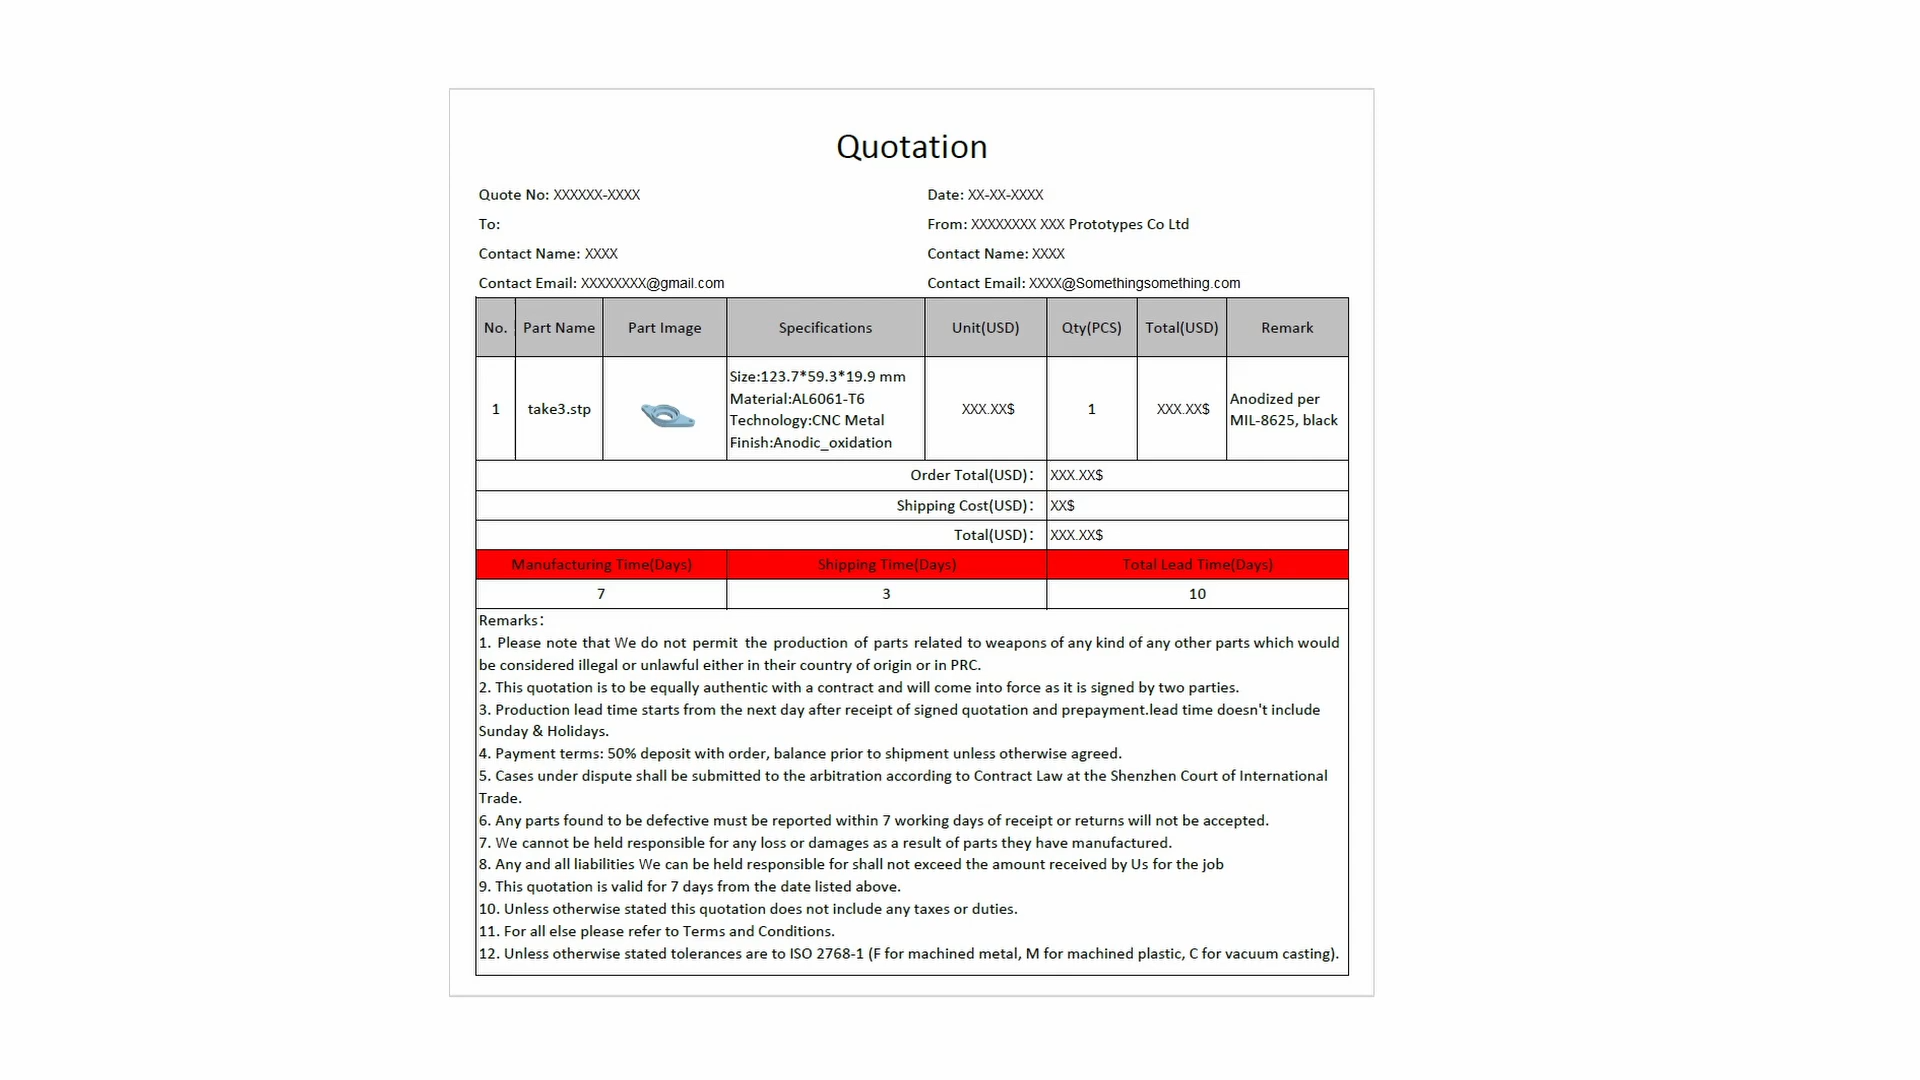 Quotation
Quote No: XXXXXX-XXXX
Date: XX-XX-XXXX
To:
From: XXXXXXXX XXX Prototypes Co Ltd
Contact Name: XXXX
Contact Name: XXXX
Contact Email: XXXXXXXX@gmail.com
Contact Email: XXXX@Somethingsomething.com
No. Part Name Part Image Specifications Unit(USD) Qty(PCS) Total(USD) Remark
1 take3.stp
Size:123.7*59.3*19.9 mm
Material:AL6061-T6
Technology:CNC Metal
Finish:Anodic_oxidation
XXX.XX$ 1 XXX.XX$
Anodized per
MIL-8625, black
Order Total(USD): XXX.XX$
Shipping Cost(USD): XX$
Total(USD): XXX.XX$
Manufacturing Time(Days) Shipping Time(Days) Total Lead Time(Days)
7 3 10
Remarks:
1. Please note that We do not permit the production of parts related to weapons of any kind of any other parts which would
be considered illegal or unlawful either in their country of origin or in PRC.
2. This quotation is to be equally authentic with a contract and will come into force as it is signed by two parties.
3. Production lead time starts from the next day after receipt of signed quotation and prepayment.lead time doesn't include
Sunday & Holidays.
4. Payment terms: 50% deposit with order, balance prior to shipment unless otherwise agreed.
5. Cases under dispute shall be submitted to the arbitration according to Contract Law at the Shenzhen Court of International
Trade.
6. Any parts found to be defective must be reported within 7 working days of receipt or returns will not be accepted.
7. We cannot be held responsible for any loss or damages as a result of parts they have manufactured.
8. Any and all liabilities We can be held responsible for shall not exceed the amount received by Us for the job
9. This quotation is valid for 7 days from the date listed above.
10. Unless otherwise stated this quotation does not include any taxes or duties.
11. For all else please refer to Terms and Conditions.
12. Unless otherwise stated tolerances are to ISO 2768-1 (F for machined metal, M for machined plastic, C for vacuum casting).